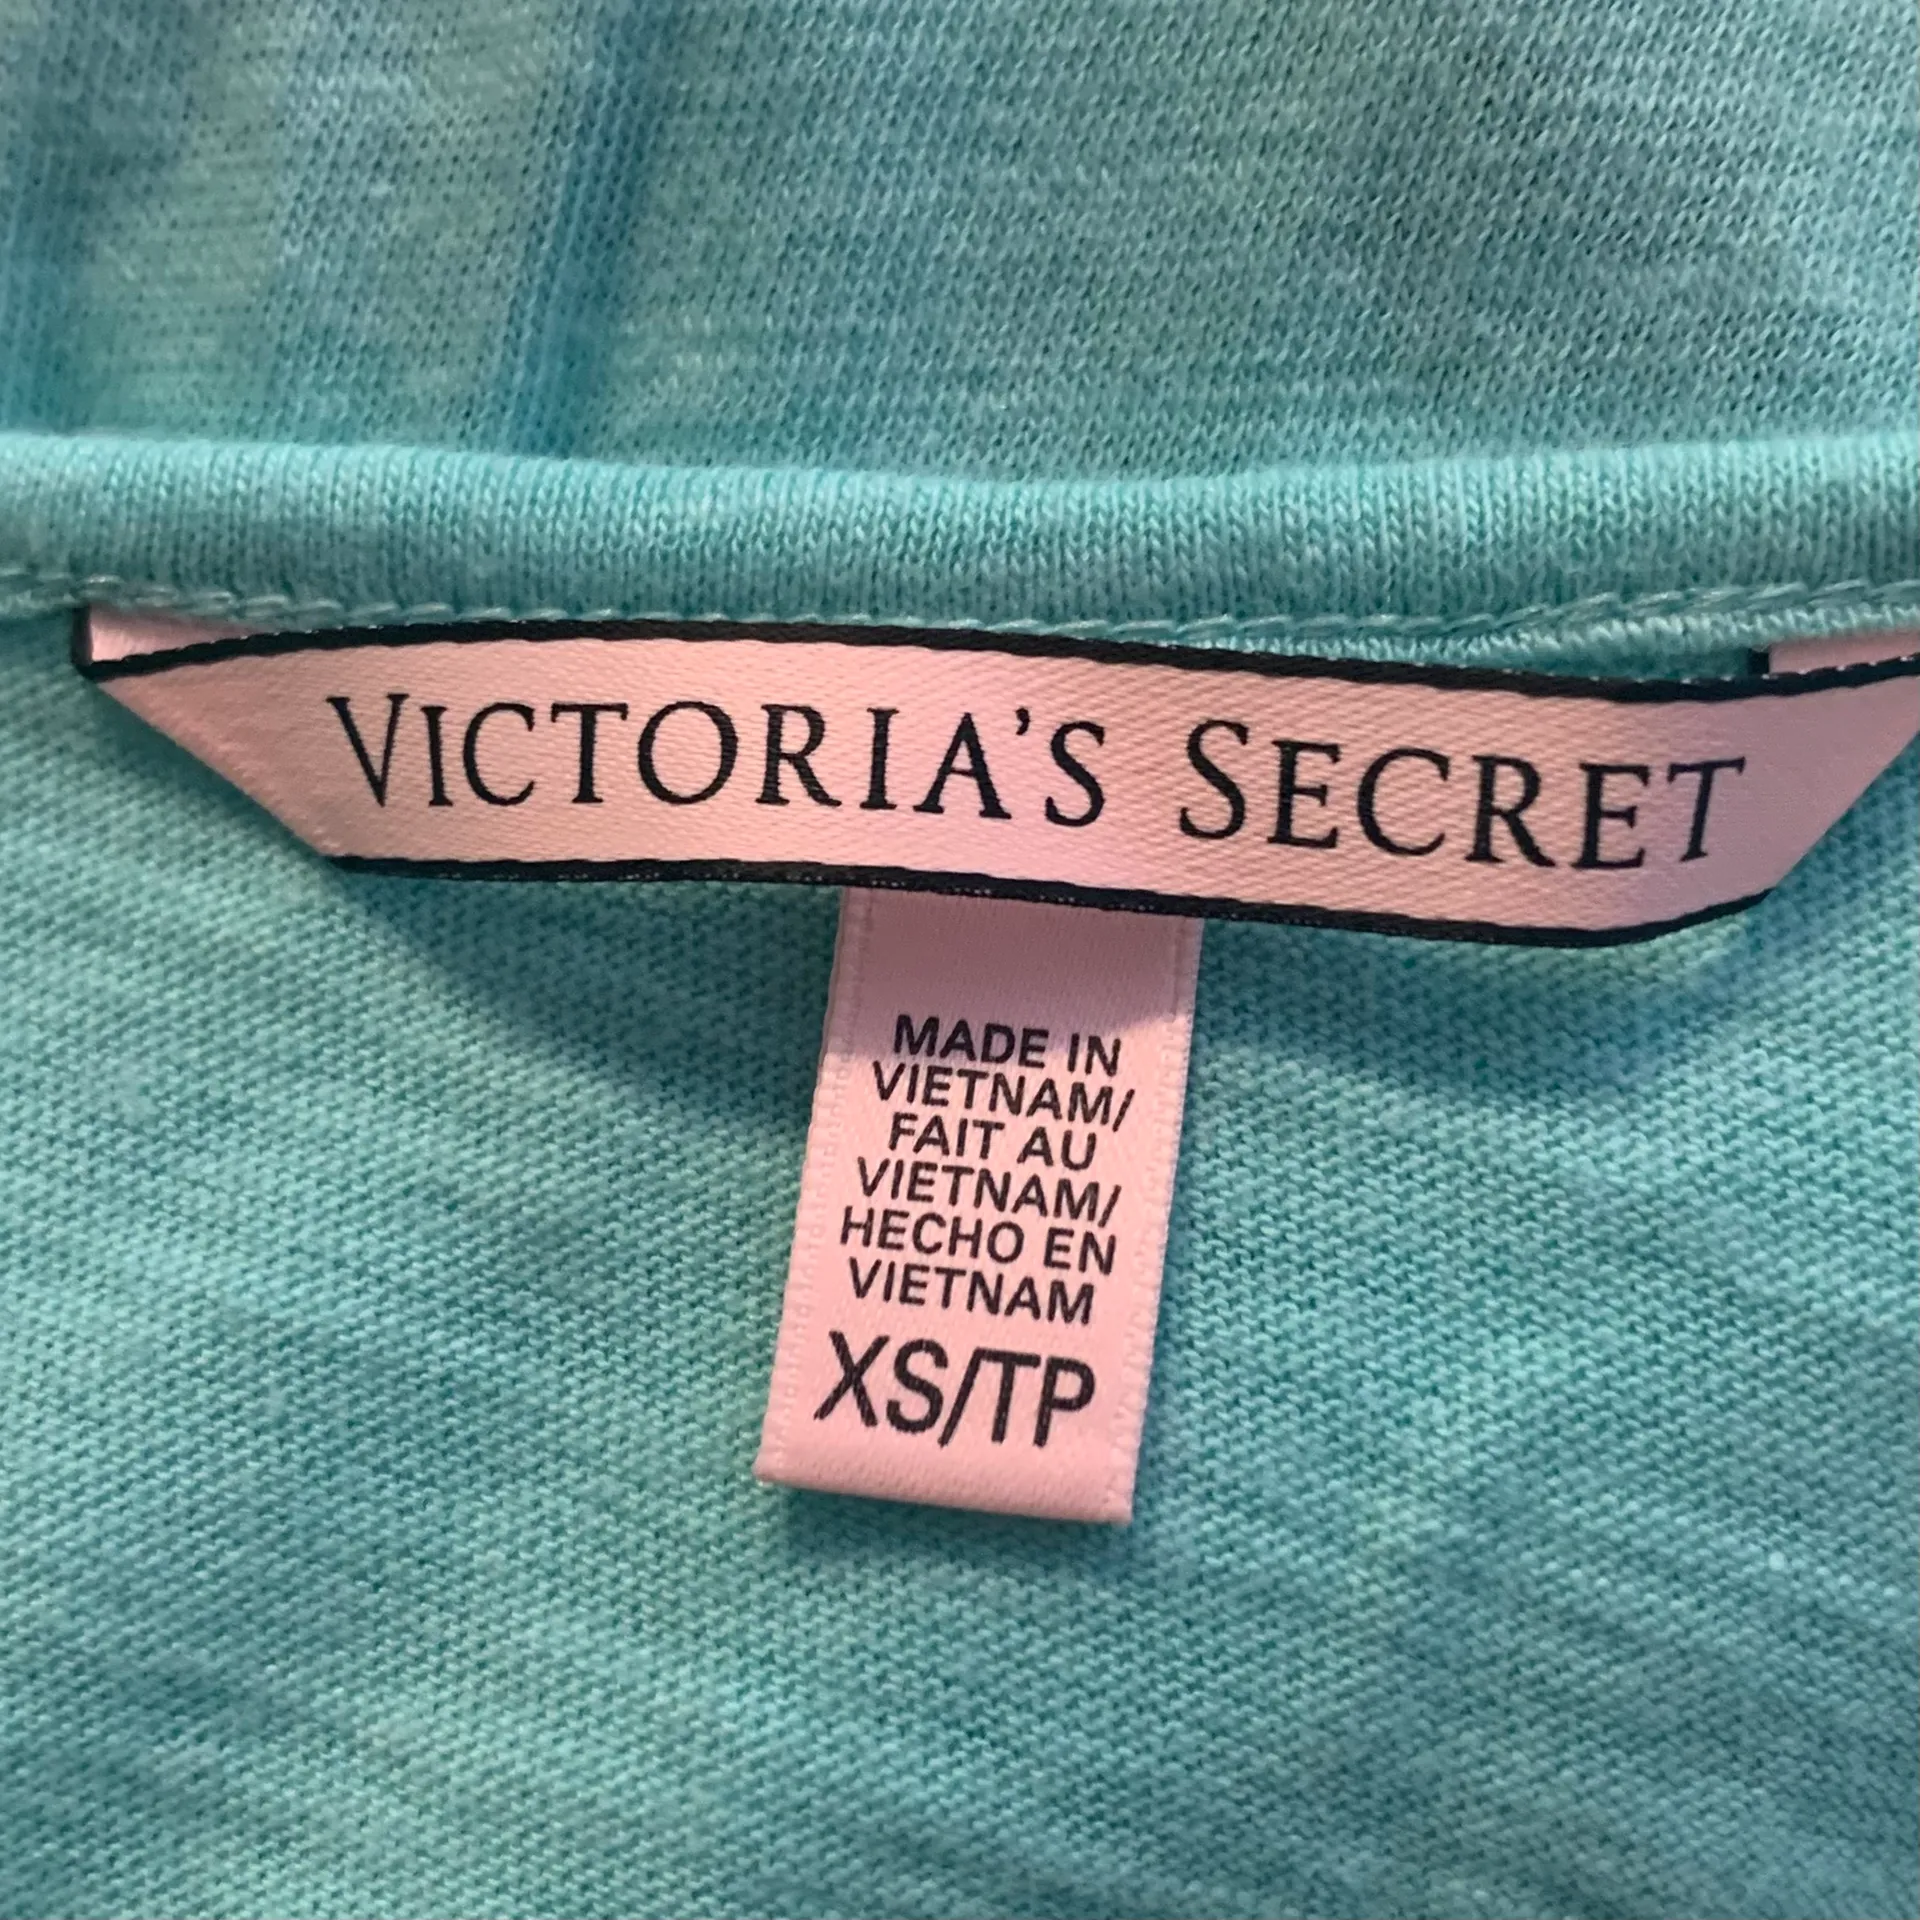 VICTORIA'S SECRET
MADE IN
VIETNAM/
FAIT AU
VIETNAM/
HECHO EN
VIETNAM
XS/TP